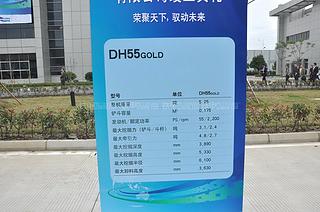 荣聚天下，驭动未来
DH55GOLD
型号 单位 DH55GOLD
整机质量 吨 5.25
铲斗容量 M³ 0.175
发动机/额定功率 PS/rpm 55/2,200
最大挖掘力（铲斗/斗杆） 吨 3.1/2.4
最大牵引力 吨 4.8/2.7
最大挖掘深度 mm 3,890
最大挖掘高度 mm 5,330
最大挖掘半径 mm 6,100
最大卸料高度 mm 3,630